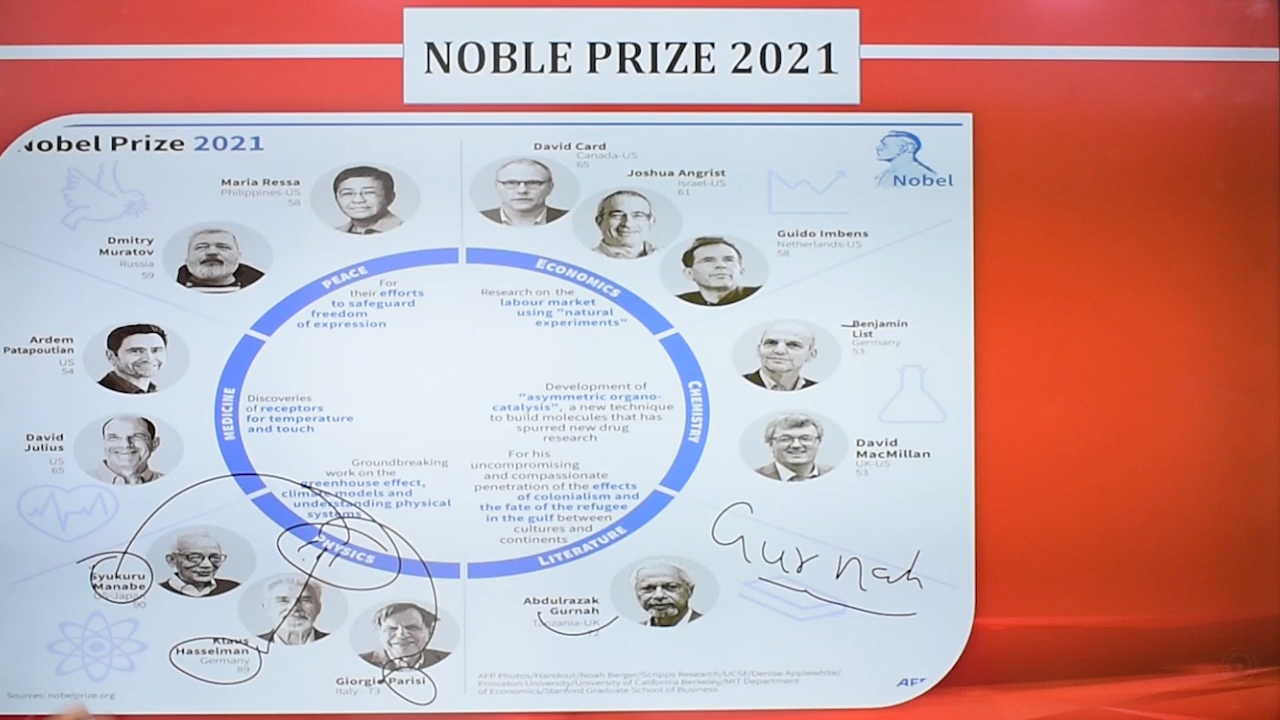 NOBLE PRIZE 2021
Nobel Prize 2021
Nobel
Maria Ressa
Philippines-US
58
Dmitry
Muratov
Russia
59
PEACE
For
their efforts
to safeguard
freedom
of expression
David Card
Canada-US
65
Joshua Angrist
Israel-US
61
Guido Imbens
Netherlands-US
58
ECONOMICS
Research on the
labour market
using "natural
experiments"
Ardem
Patapoutian
US
54
David
Julius
US
65
MEDICINE
Discoveries
of receptors
for temperature
and touch
Benjamin
List
Germany
53
David
MacMillan
UK-US
53
CHEMISTRY
Development of
"asymmetric organo-
catalysis", a new technique
to build molecules that has
spurred new drug
research
Groundbreaking
work on the
greenhouse effect,
climate models and
understanding physical
systems
PHYSICS
Syukuru
Manabe
90
Klaus
Hasselman
Germany
89
Giorgio Parisi
Italy - 73
For his
uncompromising
and compassionate
penetration of the effects
of colonialism and
the fate of the refugee
in the gulf between
cultures and
continents
LITERATURE
Abdulrazak
Gurnah
Tanzania-UK
Gurnah
Sources: nobelprize.org
AFP Photos/Handout/Noah Berger/Scripps Research/UCSF/Denise Applewhite/
Princeton University/University of California Berkeley/MIT Department
of Economics/Stanford Graduate School of Business
AFP